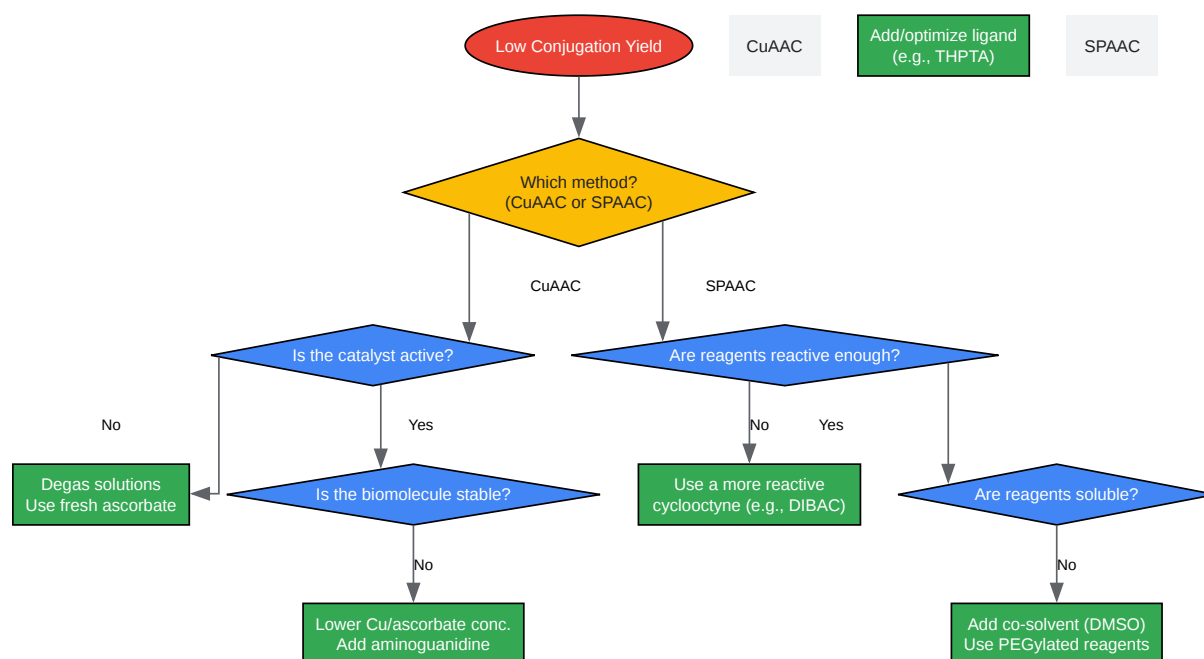 Low Conjugation Yield
CuAAC
Add/optimize ligand
(e.g., THPTA)
SPAAC
Which method?
(CuAAC or SPAAC)
CuAAC
SPAAC
Is the catalyst active?
Are reagents reactive enough?
No
Yes
No
Yes
Degas solutions
Use fresh ascorbate
Is the biomolecule stable?
Use a more reactive
cyclooctyne (e.g., DIBAC)
Are reagents soluble?
No
No
Lower Cu/ascorbate conc.
Add aminoguanidine
Add co-solvent (DMSO)
Use PEGylated reagents